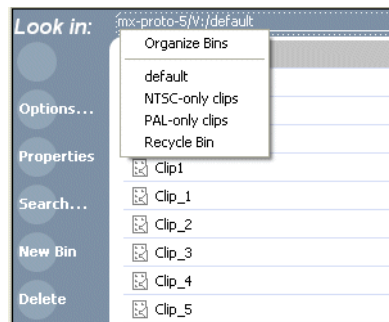 Look in: mx-proto-5/V:/default
Organize Bins
default
NTSC-only clips
PAL-only clips
Recycle Bin
Options...
Properties
Search...
New Bin
Delete
Clip1
Clip_1
Clip_2
Clip_3
Clip_4
Clip_5